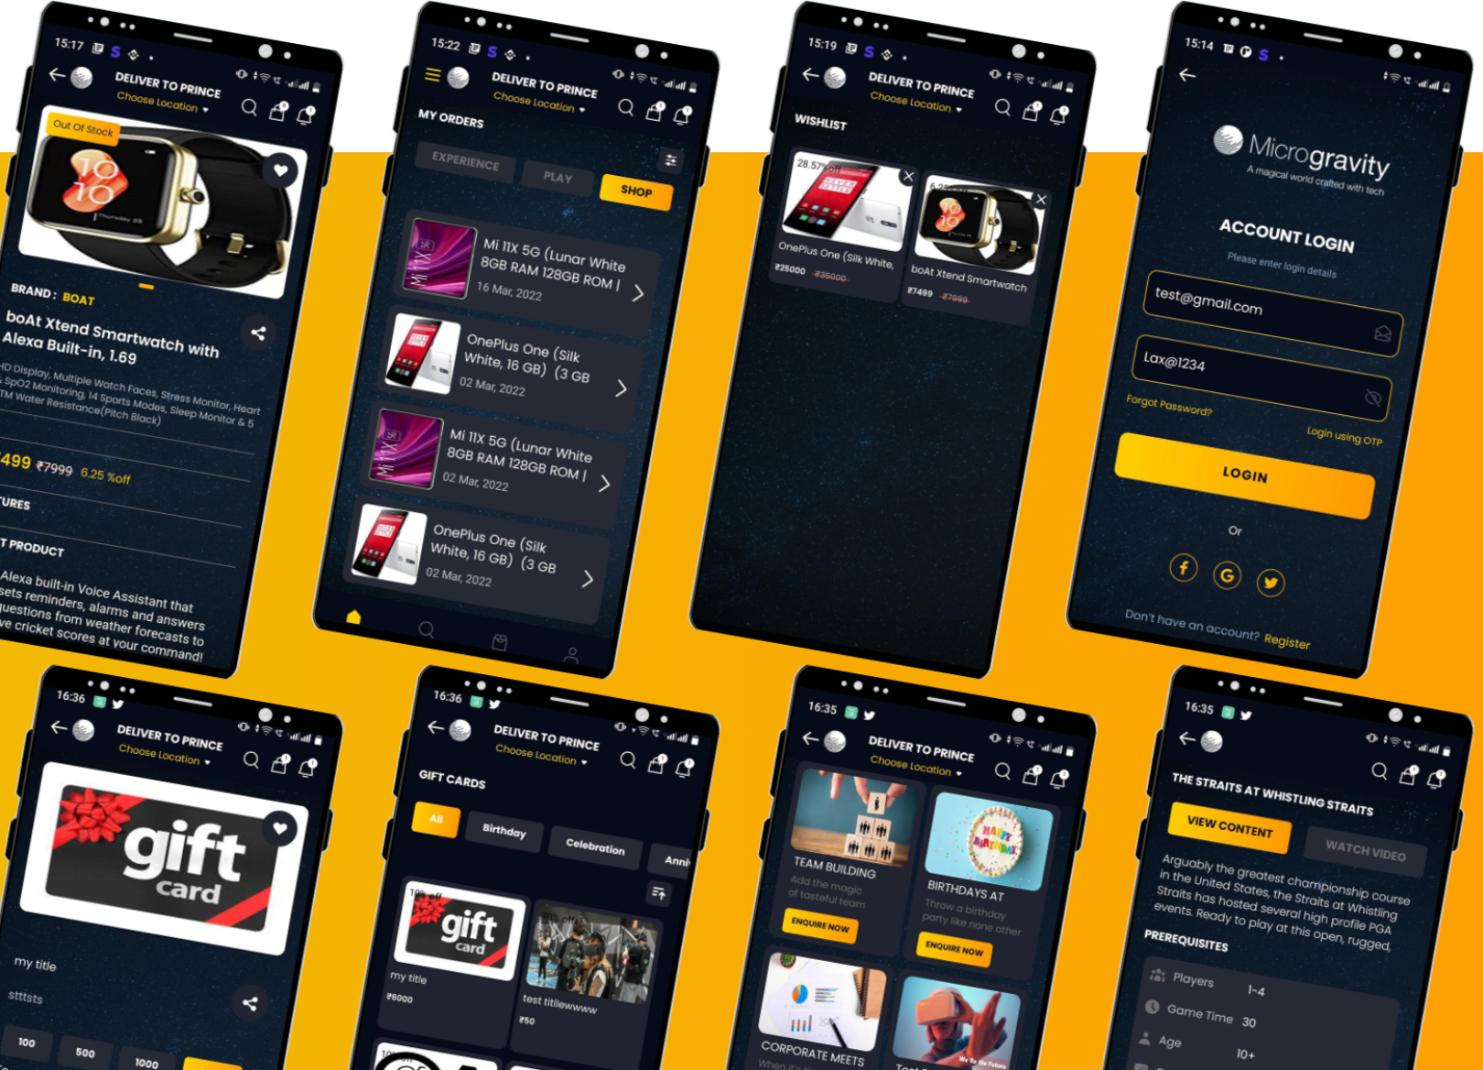 15:17
DELIVER TO PRINCE
Choose Location
Out Of Stock
10
10
Thursday 25
BRAND : BOAT
boAt Xtend Smartwatch with
Alexa Built-in, 1.69
HD Display, Multiple Watch Faces, Stress Monitor, Heart
& SpO2 Monitoring, 14 Sports Modes, Sleep Monitor & 5
TM Water Resistance(Pitch Black)
499 ₹7999 6.25 %off
TURES
T PRODUCT
Alexa built-in Voice Assistant that
sets reminders, alarms and answers
questions from weather forecasts to
ve cricket scores at your command!
15:22
DELIVER TO PRINCE
Choose Location
MY ORDERS
EXPERIENCE
PLAY
SHOP
Mi 11X 5G (Lunar White
8GB RAM 128GB ROM |
16 Mar, 2022
OnePlus One (Silk
White, 16 GB) (3 GB
02 Mar, 2022
Mi 11X 5G (Lunar White
8GB RAM 128GB ROM |
02 Mar, 2022
OnePlus One (Silk
White, 16 GB) (3 GB
02 Mar, 2022
15:19
DELIVER TO PRINCE
Choose Location
WISHLIST
28.57% off
OnePlus One (Silk White,
₹25000 ₹35000
boAt Xtend Smartwatch
₹7499 ₹7999
15:14
Microgravity
A magical world crafted with tech
ACCOUNT LOGIN
Please enter login details
test@gmail.com
Lax@1234
Forgot Password?
Login using OTP
LOGIN
Or
Don't have an account? Register
16:36
DELIVER TO PRINCE
Choose Location
gift
card
my title
stttsts
100
500
1000
16:36
DELIVER TO PRINCE
Choose Location
GIFT CARDS
All
Birthday
Celebration
Anni
10% off
gift
card
my title
₹6000
test titilewwww
₹50
16:35
DELIVER TO PRINCE
Choose Location
HAPPY
BIRTHDAY
TEAM BUILDING
Add the magic
of tasteful team
ENQUIRE NOW
BIRTHDAYS AT
Throw a birthday
party like none other
ENQUIRE NOW
CORPORATE MEETS
We're the Future
16:35
THE STRAITS AT WHISTLING STRAITS
VIEW CONTENT
WATCH VIDEO
Arguably the greatest championship course
in the United States, the Straits at Whistling
Straits has hosted several high profile PGA
events. Ready to play at this open, rugged,
PREREQUISITES
Players 1-4
Game Time 30
Age 10+